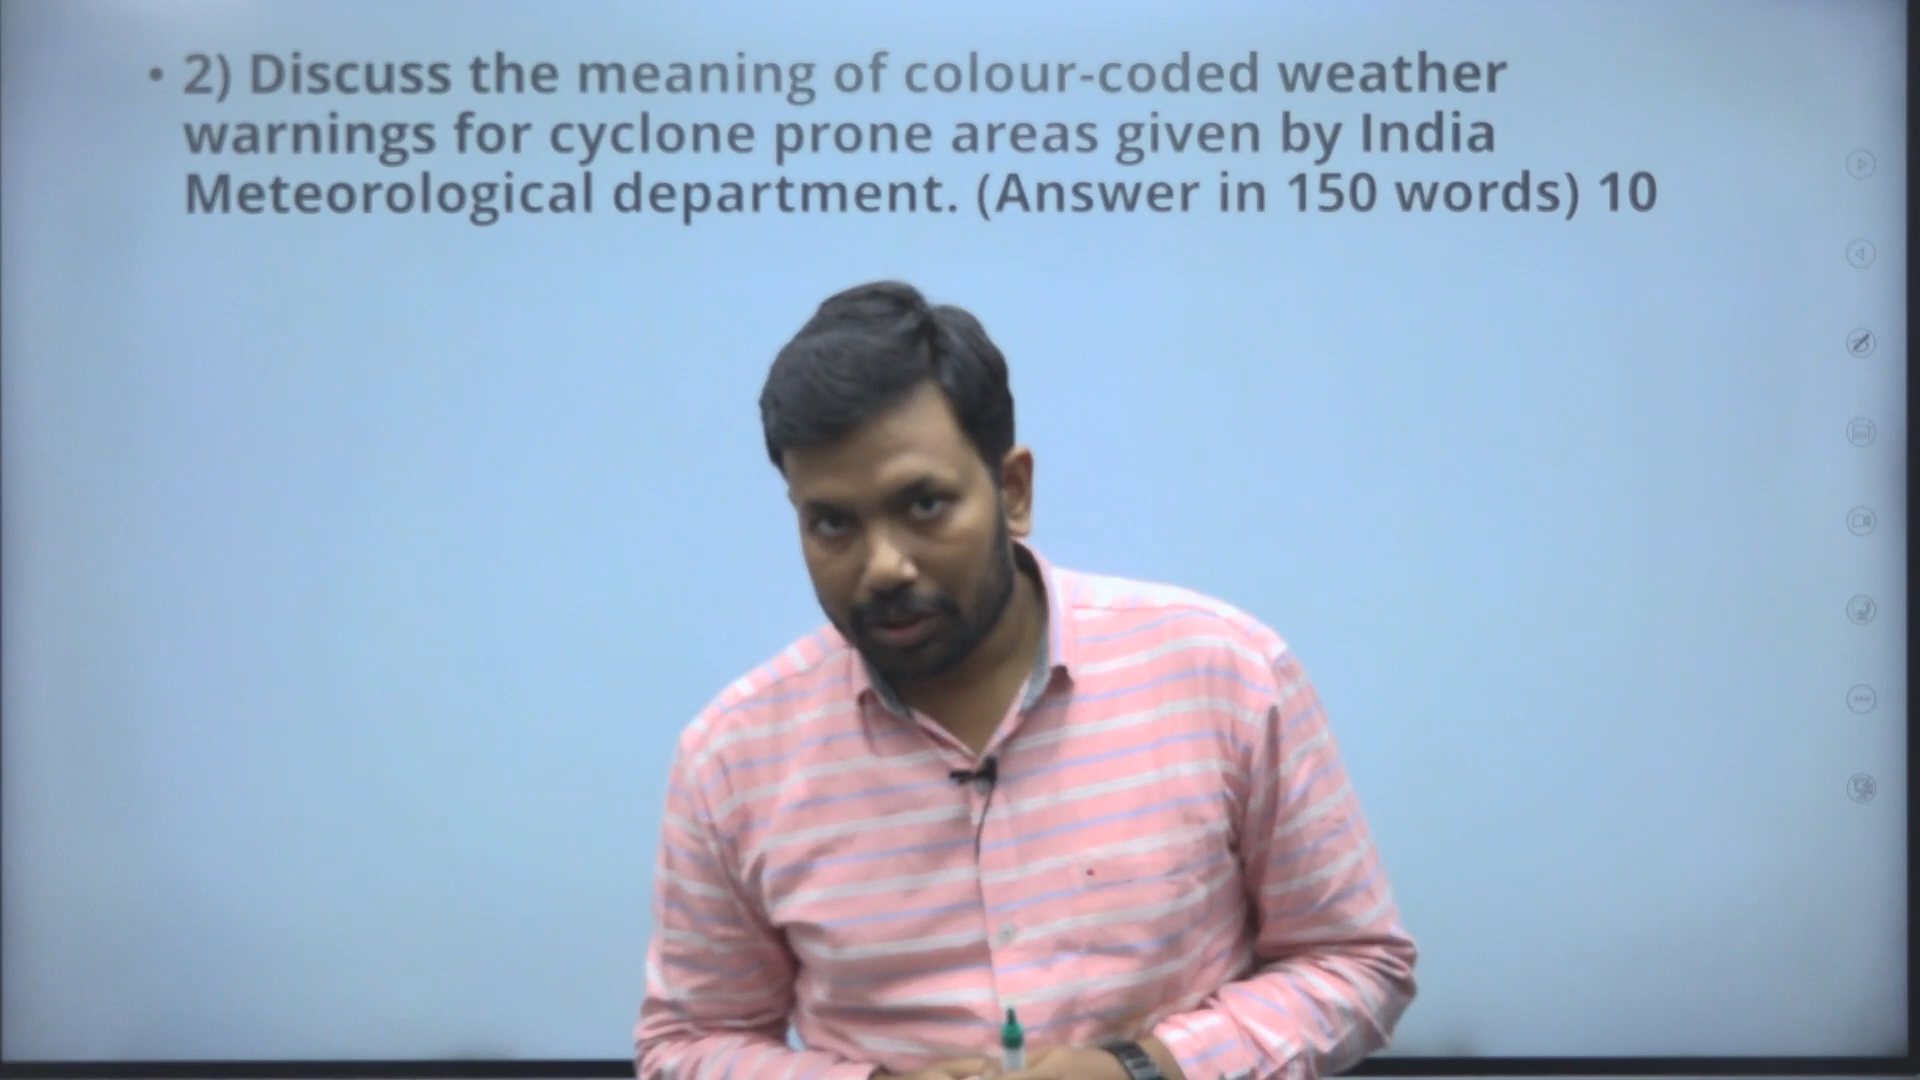 • 2) Discuss the meaning of colour-coded weather
warnings for cyclone prone areas given by India
Meteorological department. (Answer in 150 words) 10